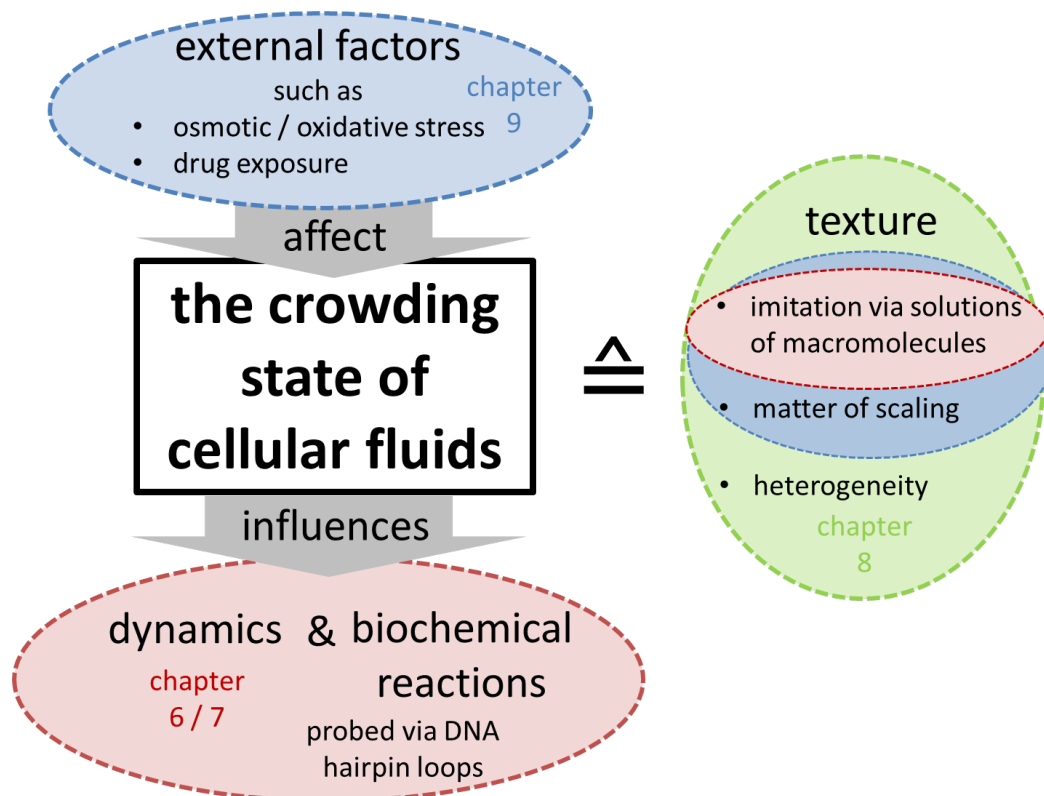 external factors
such as
chapter
9
• osmotic / oxidative stress
• drug exposure
affect
the crowding
state of
cellular fluids
influences
dynamics & biochemical
reactions
chapter
6 / 7
probed via DNA
hairpin loops
≙
texture
• imitation via solutions
of macromolecules
• matter of scaling
• heterogeneity
chapter
8